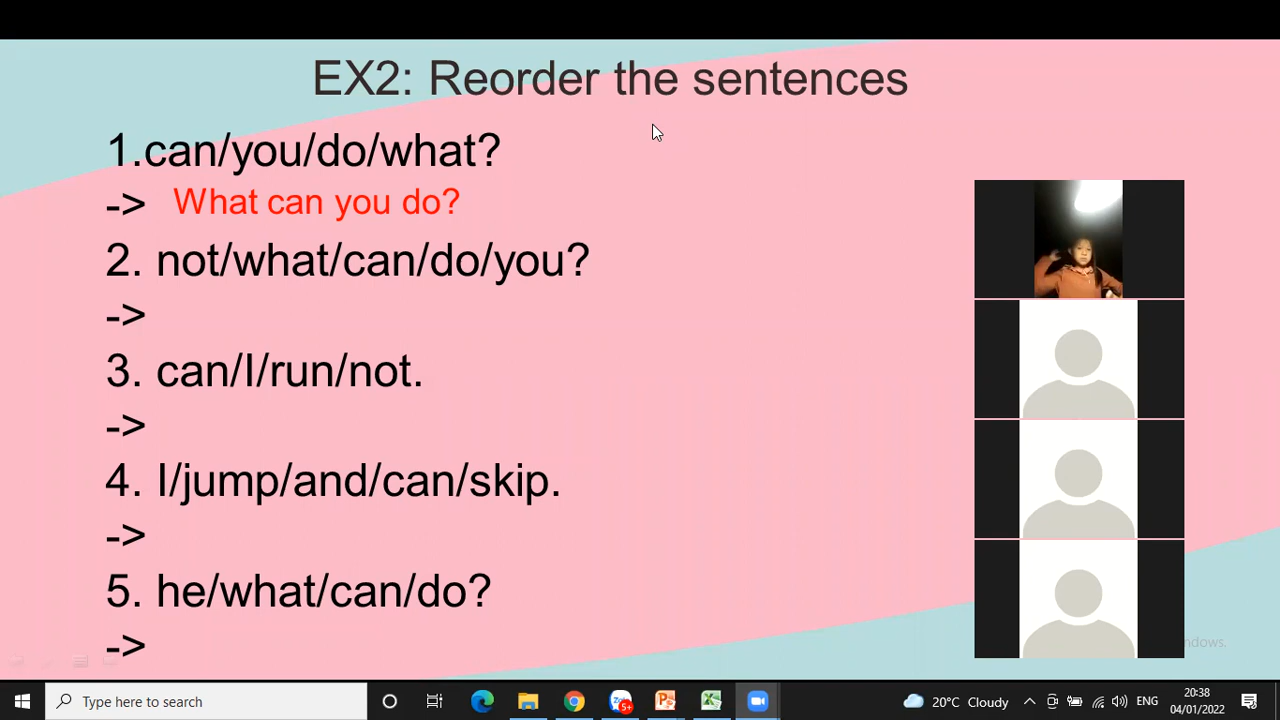 EX2: Reorder the sentences
1.can/you/do/what?
-> What can you do?
2. not/what/can/do/you?
->
3. can/I/run/not.
->
4. I/jump/and/can/skip.
->
5. he/what/can/do?
->
ndows.
Type here to search
5+
20°C Cloudy
ENG
20:38
04/01/2022